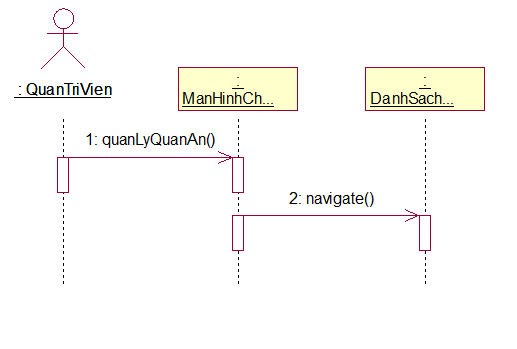 : QuanTriVien
:
ManHinhCh...
:
DanhSach...
1: quanLyQuanAn()
2: navigate()